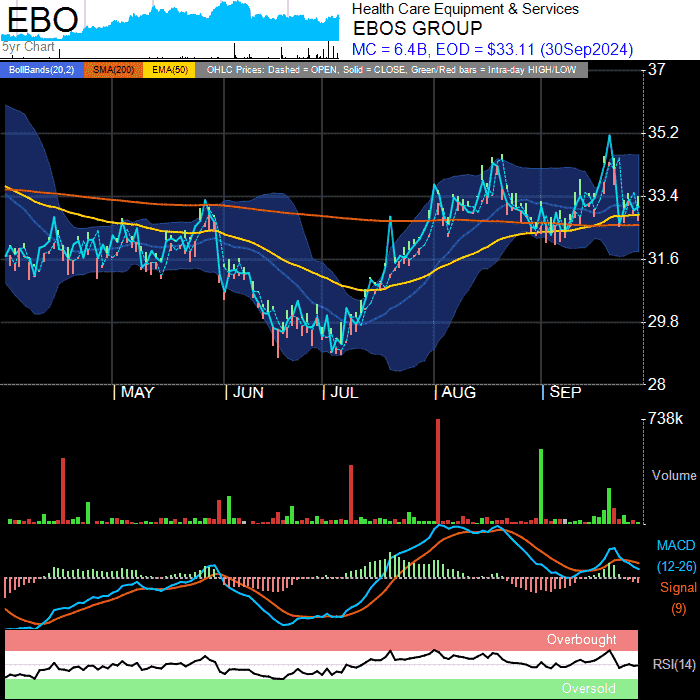 EBO
Health Care Equipment & Services
EBOS GROUP
5yr Chart
MC = 6.4B, EOD = $33.11 (30Sep2024)
BollBands(20,2) SMA(200) EMA(50) OHLC Prices: Dashed = OPEN, Solid = CLOSE, Green/Red bars = Intra-day HIGH/LOW
37
35.2
33.4
31.6
29.8
28
MAY JUN JUL AUG SEP
738k
Volume
MACD
(12-26)
Signal
(9)
Overbought
RSI(14)
Oversold